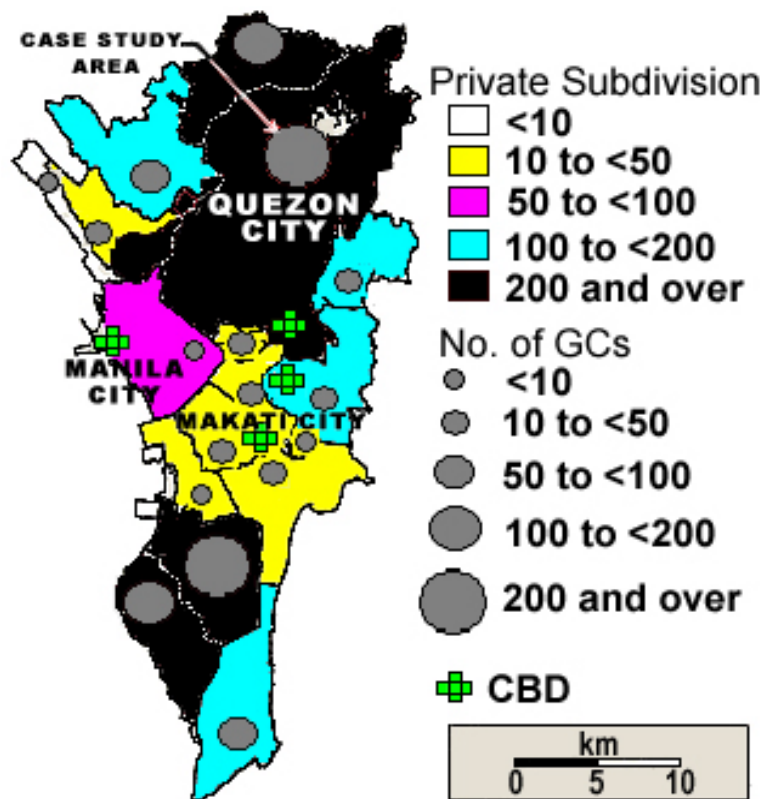 CASE STUDY
AREA
QUEZON
CITY
MANILA
CITY
MAKATI CITY
Private Subdivision
<10
10 to <50
50 to <100
100 to <200
200 and over
No. of GCs
<10
10 to <50
50 to <100
100 to <200
200 and over
CBD
km
0 5 10